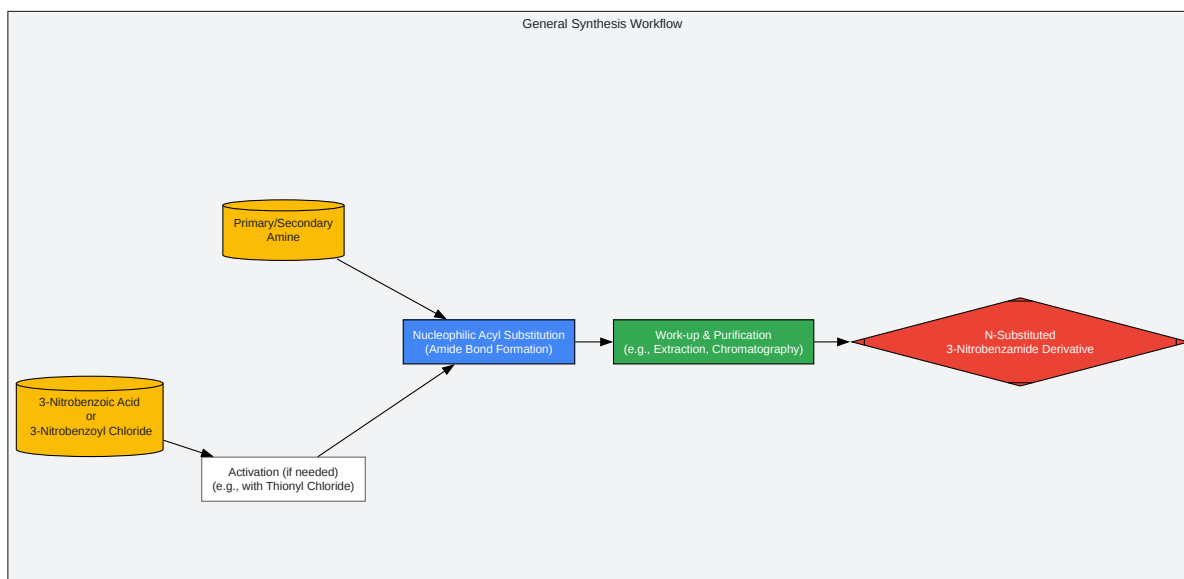 General Synthesis Workflow
Primary/Secondary
Amine
Nucleophilic Acyl Substitution
(Amide Bond Formation)
Work-up & Purification
(e.g., Extraction, Chromatography)
N-Substituted
3-Nitrobenzamide Derivative
3-Nitrobenzoic Acid
or
3-Nitrobenzoyl Chloride
Activation (if needed)
(e.g., with Thionyl Chloride)